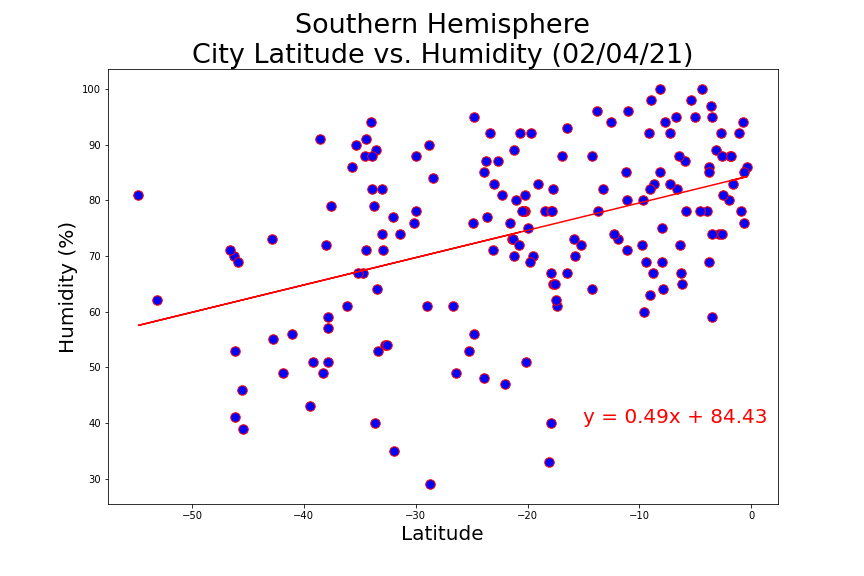 Southern Hemisphere
City Latitude vs. Humidity (02/04/21)
Humidity (%)
100
90
80
70
60
50
40
30
y = 0.49x + 84.43
−50
−40
−30
−20
−10
0
Latitude